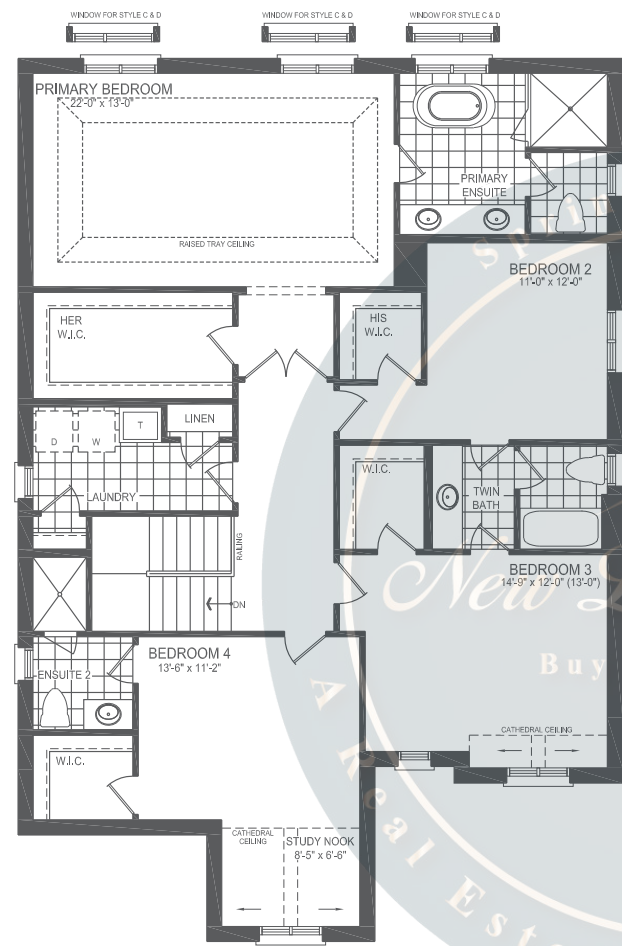 WINDOW FOR STYLE C & D
WINDOW FOR STYLE C & D
WINDOW FOR STYLE C & D
PRIMARY BEDROOM
22'-0" x 13'-0"
RAISED TRAY CEILING
PRIMARY
ENSUITE
BEDROOM 2
11'-0" x 12'-0"
HER
W.I.C.
HIS
W.I.C.
D
W
T
LINEN
LAUNDRY
W.I.C.
TWIN
BATH
RAILING
DN
BEDROOM 3
14'-9" x 12'-0" (13'-0")
New
Buy
BEDROOM 4
13'-6" x 11'-2"
ENSUITE 2
W.I.C.
CATHEDRAL CEILING
CATHEDRAL
CEILING
STUDY NOOK
8'-5" x 6'-6"
A Real Est